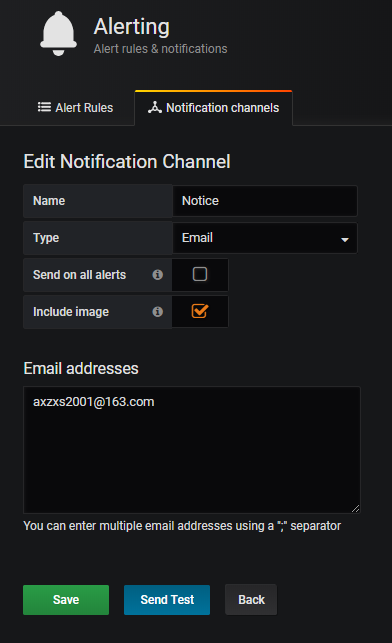 Alerting
Alert rules & notifications
Alert Rules
Notification channels
Edit Notification Channel
Name
Notice
Type
Email
Send on all alerts
Include image
Email addresses
axzxs2001@163.com
You can enter multiple email addresses using a ";" separator
Save
Send Test
Back